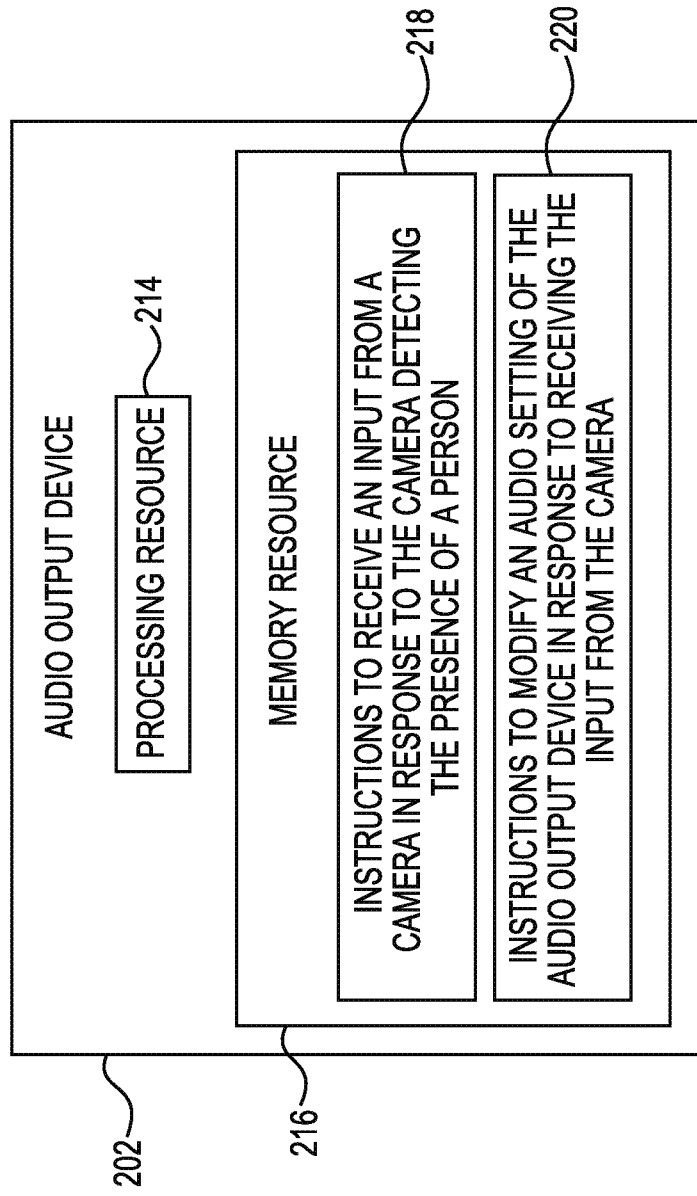 AUDIO OUTPUT DEVICE
PROCESSING RESOURCE
214
MEMORY RESOURCE
INSTRUCTIONS TO RECEIVE AN INPUT FROM A
CAMERA IN RESPONSE TO THE CAMERA DETECTING
THE PRESENCE OF A PERSON
218
INSTRUCTIONS TO MODIFY AN AUDIO SETTING OF THE
AUDIO OUTPUT DEVICE IN RESPONSE TO RECEIVING THE
INPUT FROM THE CAMERA
220
202
216